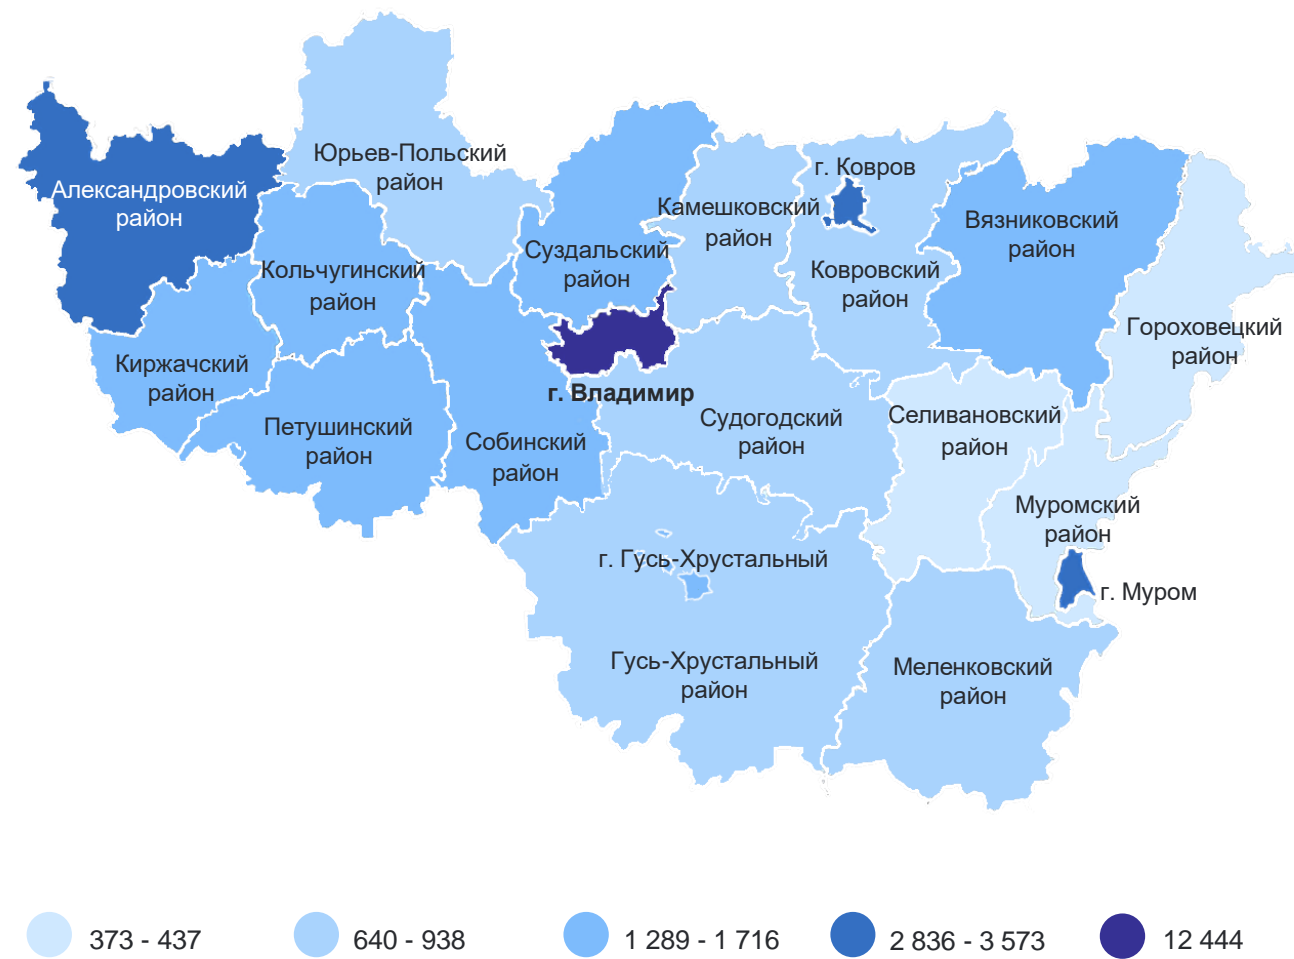 Юрьев-Польский
район
г. Ковров
Александровский
район
Камешковский
район
Вязниковский
район
Суздальский
район
Кольчугинский
район
Ковровский
район
Гороховецкий
район
Киржачский
район
г. Владимир
Судогодский
район
Селивановский
район
Петушинский
район
Собинский
район
Муромский
район
г. Гусь-Хрустальный
г. Муром
Гусь-Хрустальный
район
Меленковский
район
373 - 437
640 - 938
1 289 - 1 716
2 836 - 3 573
12 444